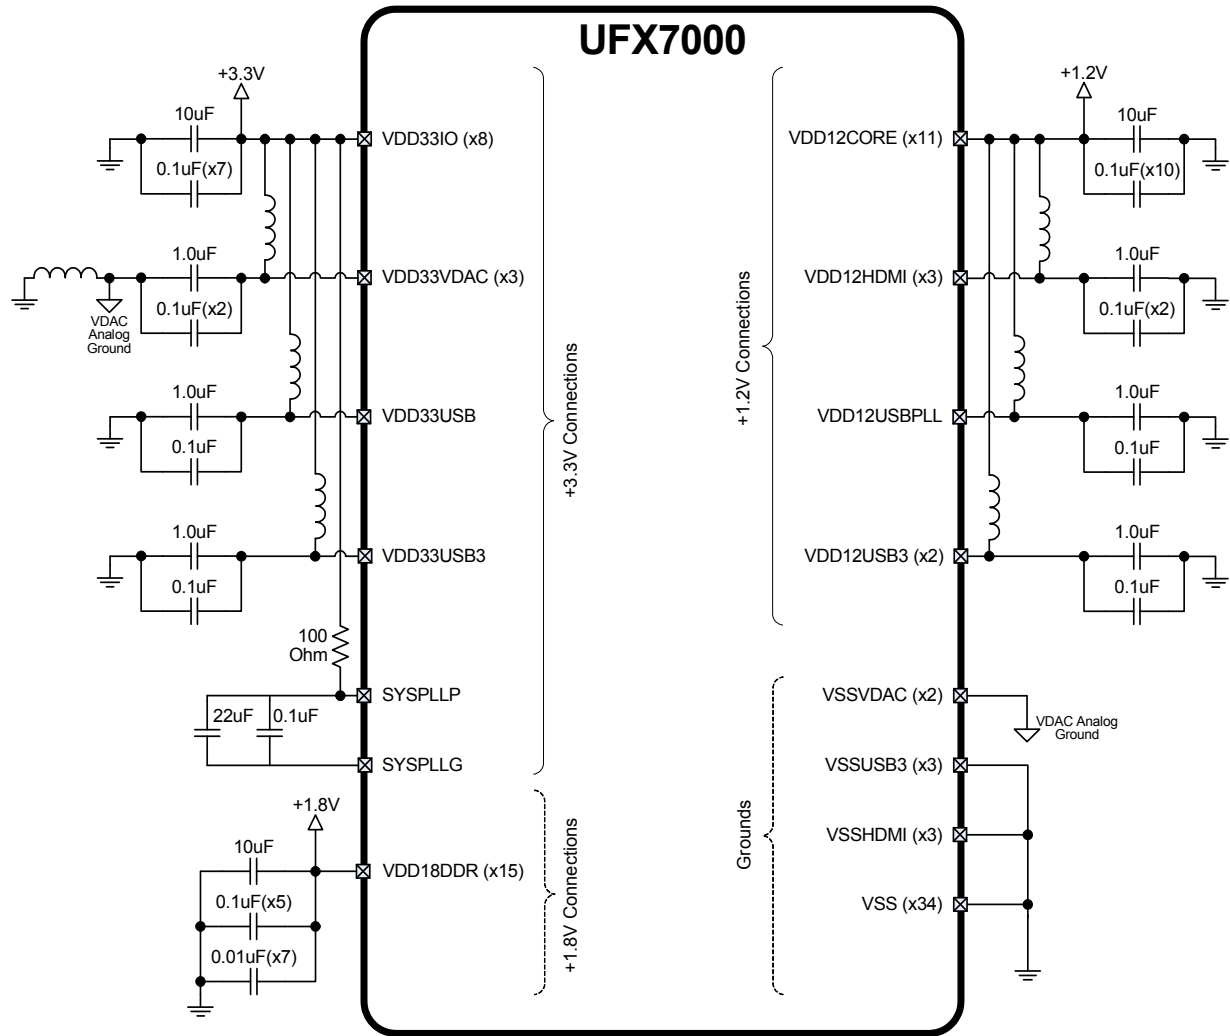 UFX7000
+3.3V
10uF
0.1uF(x7)
VDD33IO (x8)
1.0uF
0.1uF(x2)
VDD33VDAC (x3)
VDAC
Analog
Ground
1.0uF
0.1uF
VDD33USB
1.0uF
0.1uF
VDD33USB3
100
Ohm
SYSPLLP
22uF
0.1uF
SYSPLLG
+3.3V Connections
+1.8V
10uF
0.1uF(x5)
0.01uF(x7)
VDD18DDR (x15)
+1.8V Connections
+1.2V
VDD12CORE (x11)
10uF
0.1uF(x10)
VDD12HDMI (x3)
1.0uF
0.1uF(x2)
VDD12USBPLL
1.0uF
0.1uF
VDD12USB3 (x2)
1.0uF
0.1uF
+1.2V Connections
VSSVDAC (x2)
VDAC Analog
Ground
VSSUSB3 (x3)
VSSHDMI (x3)
VSS (x34)
Grounds